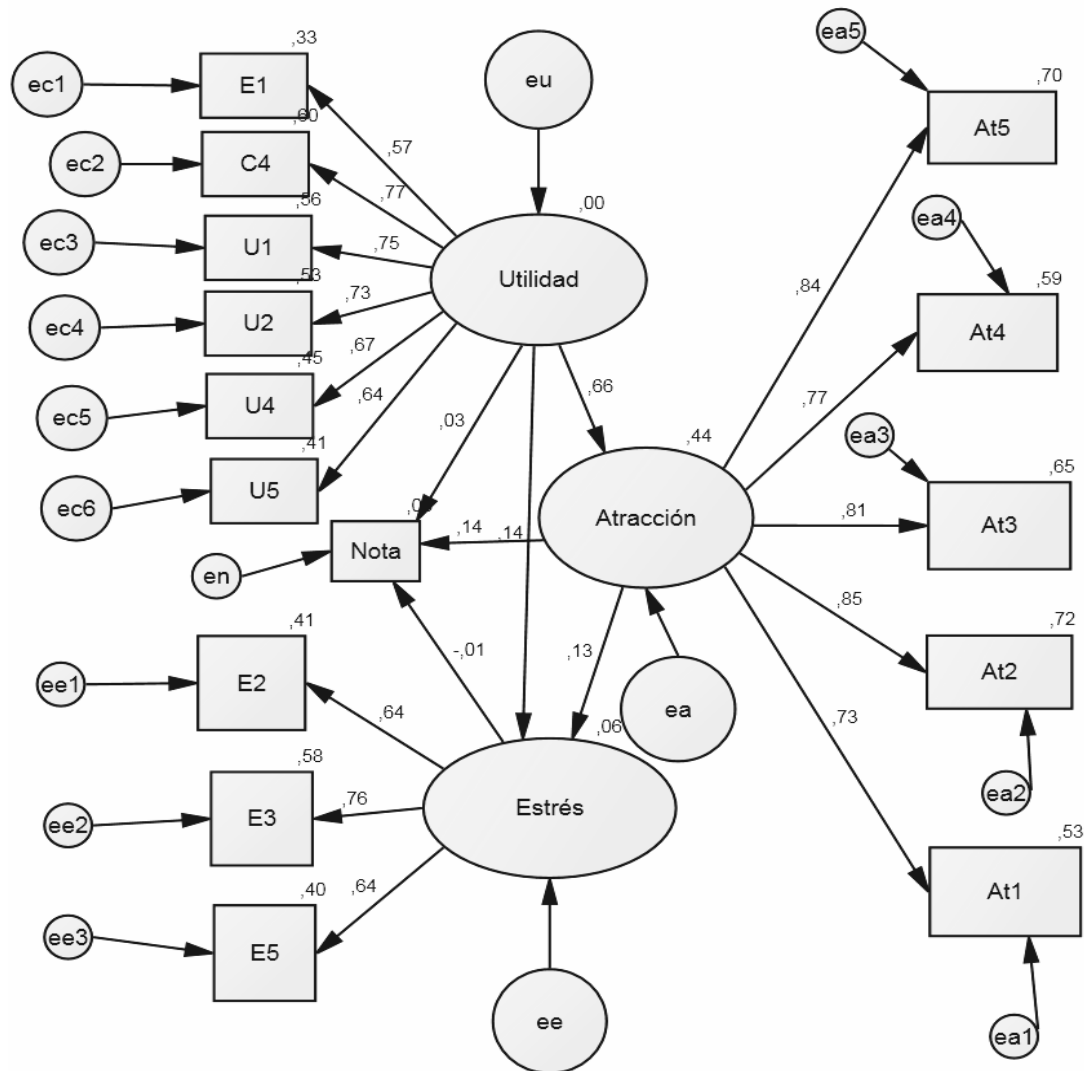 ,33
ec1
E1
,60
ec2
C4
,56
ec3
U1
,53
ec4
U2
,45
ec5
U4
,41
ec6
U5
,57
,77
,75
,73
,67
,64
eu
,00
Utilidad
,03
,14
,66
,44
Atracción
,14
Nota
en
-,01
,13
ea
,06
Estrés
ee
,41
ee1
E2
,64
,58
ee2
E3
,76
,40
ee3
E5
,64
ea5
,70
At5
,84
ea4
,59
At4
,77
ea3
,65
At3
,81
,72
At2
,85
ea2
,53
At1
,73
ea1